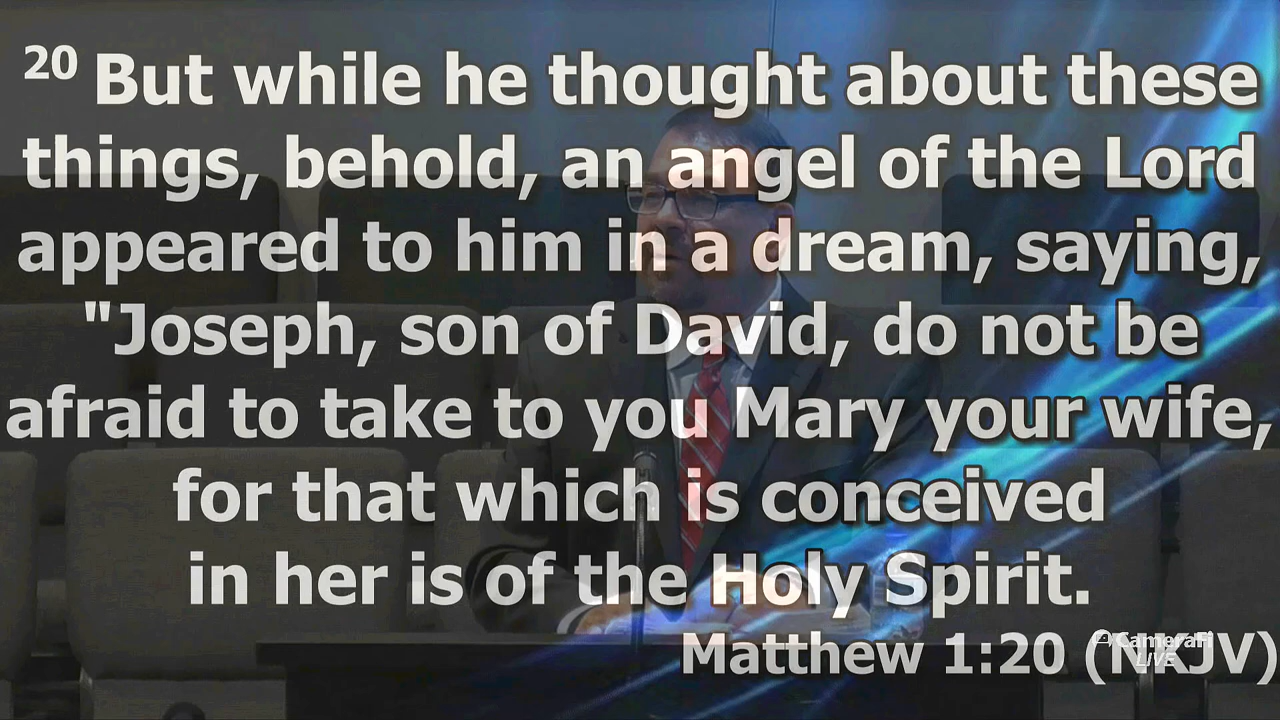 20 But while he thought about these
things, behold, an angel of the Lord
appeared to him in a dream, saying,
"Joseph, son of David, do not be
afraid to take to you Mary your wife,
for that which is conceived
in her is of the Holy Spirit.
Matthew 1:20 (NKJV)
CameraFi
LIVE